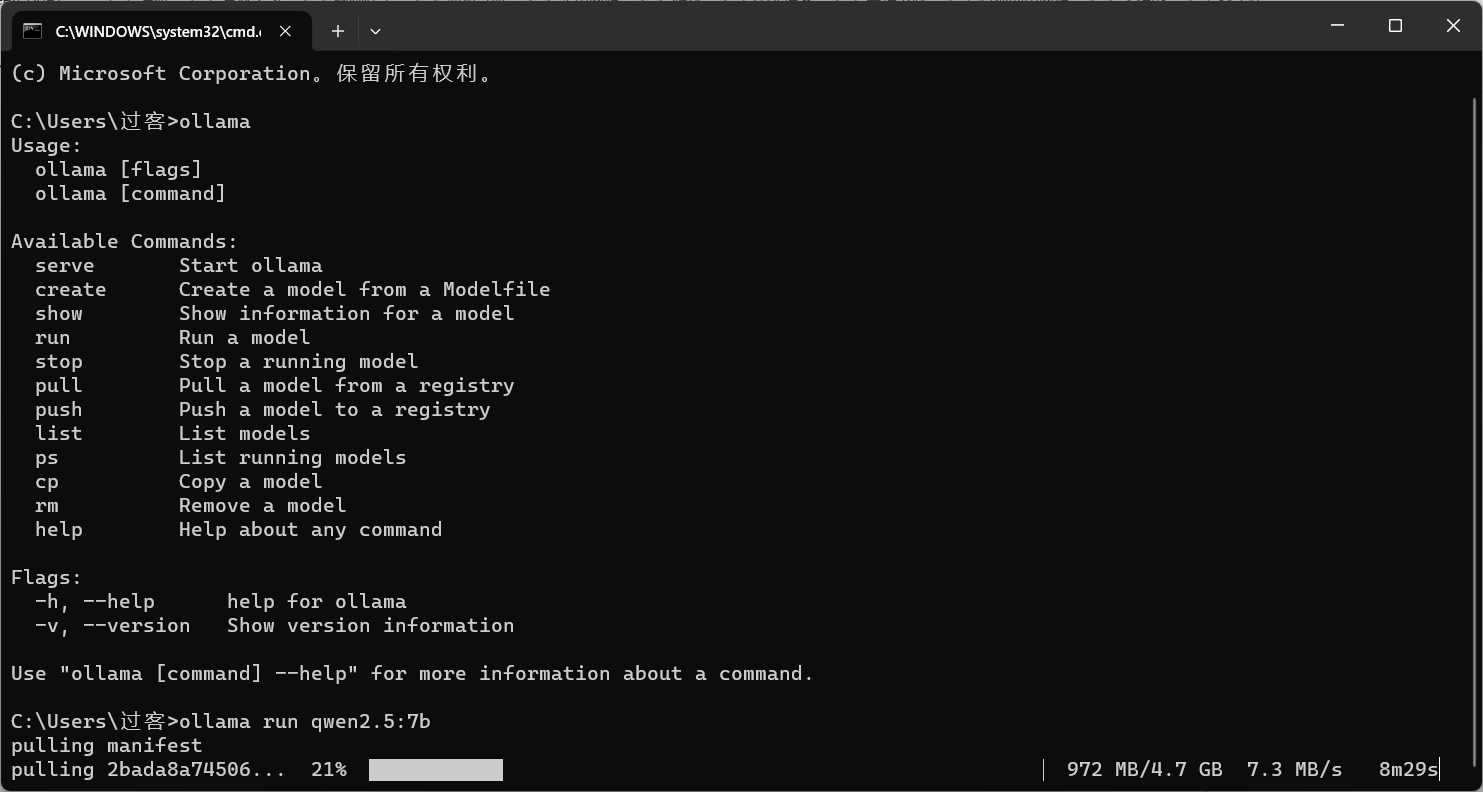 C:\WINDOWS\system32\cmd.e
(c) Microsoft Corporation。保留所有权利。
C:\Users\过客>ollama
Usage:
  ollama [flags]
  ollama [command]
Available Commands:
  serve       Start ollama
  create      Create a model from a Modelfile
  show        Show information for a model
  run         Run a model
  stop        Stop a running model
  pull        Pull a model from a registry
  push        Push a model to a registry
  list        List models
  ps          List running models
  cp          Copy a model
  rm          Remove a model
  help        Help about any command
Flags:
  -h, --help      help for ollama
  -v, --version   Show version information
Use "ollama [command] --help" for more information about a command.
C:\Users\过客>ollama run qwen2.5:7b
pulling manifest
pulling 2bada8a74506...  21% 972 MB/4.7 GB  7.3 MB/s   8m29s